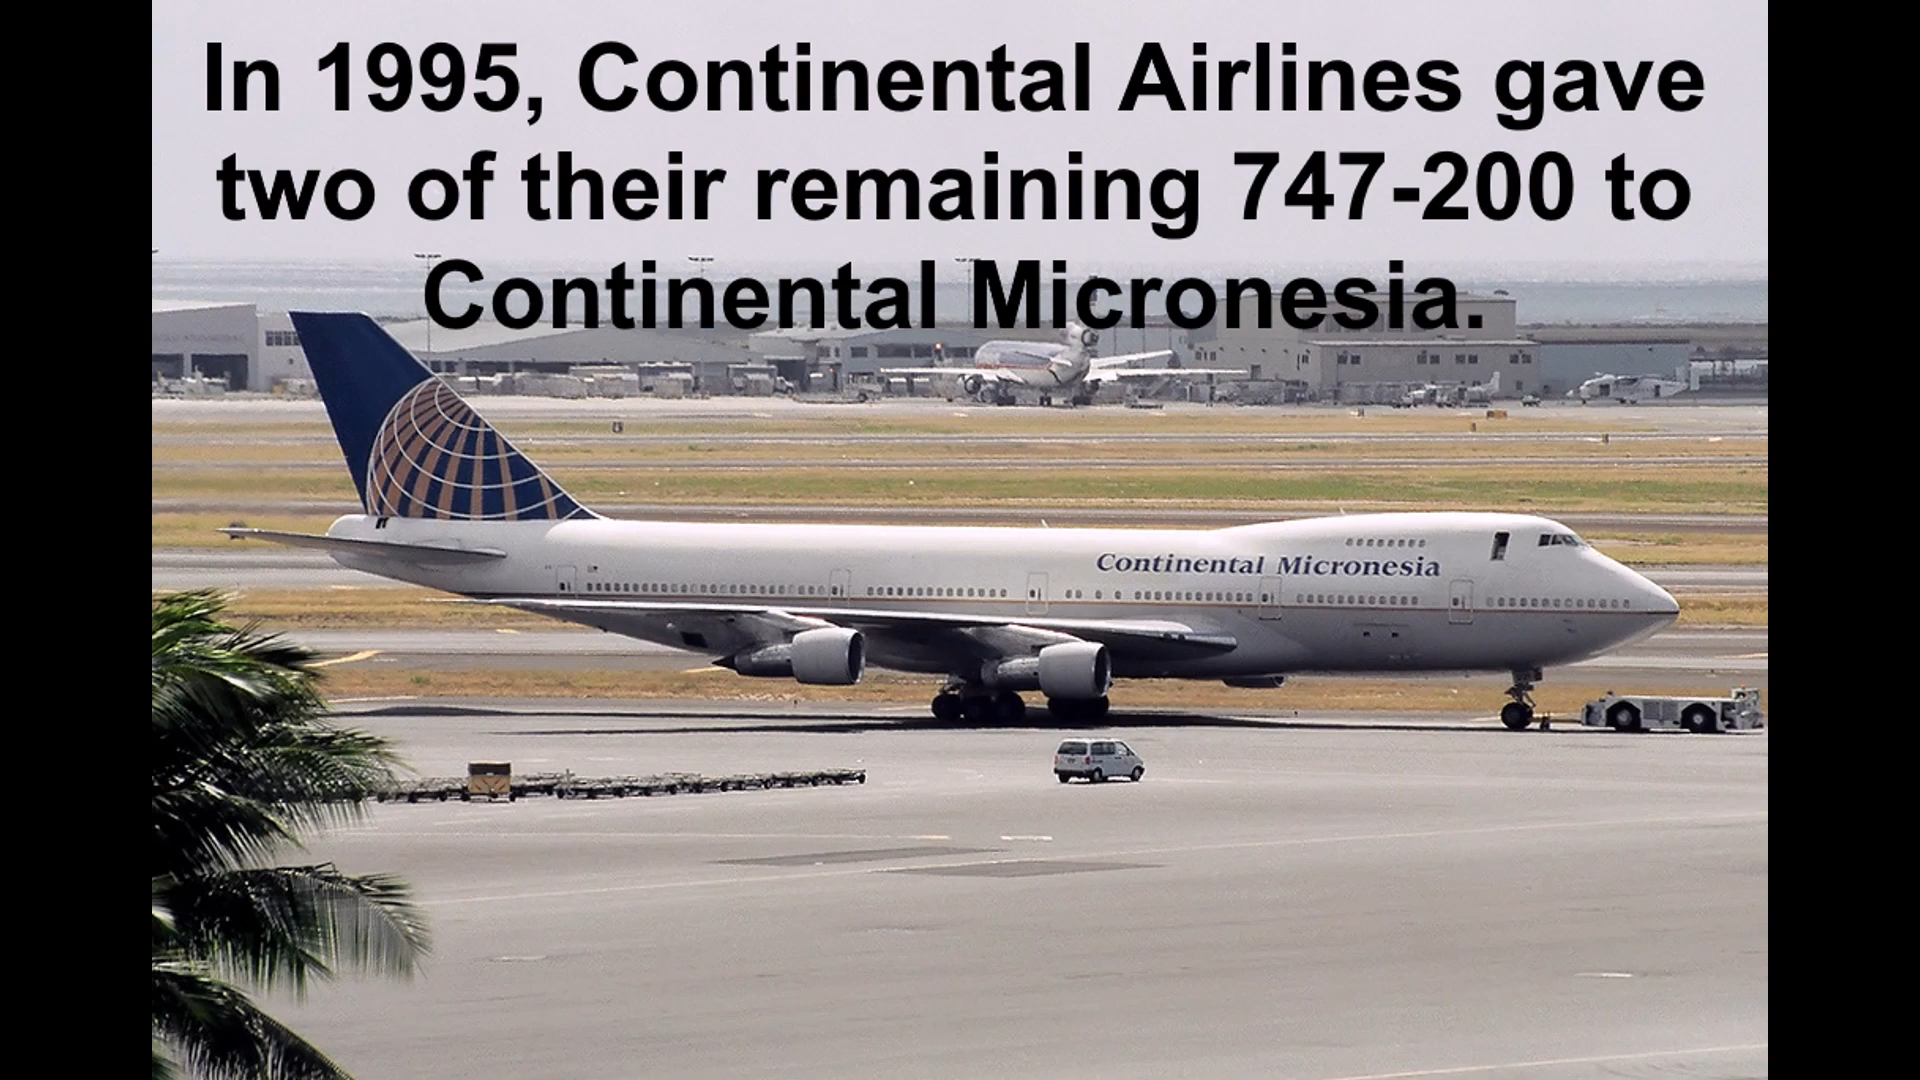 In 1995, Continental Airlines gave
two of their remaining 747-200 to
Continental Micronesia.
Continental Micronesia